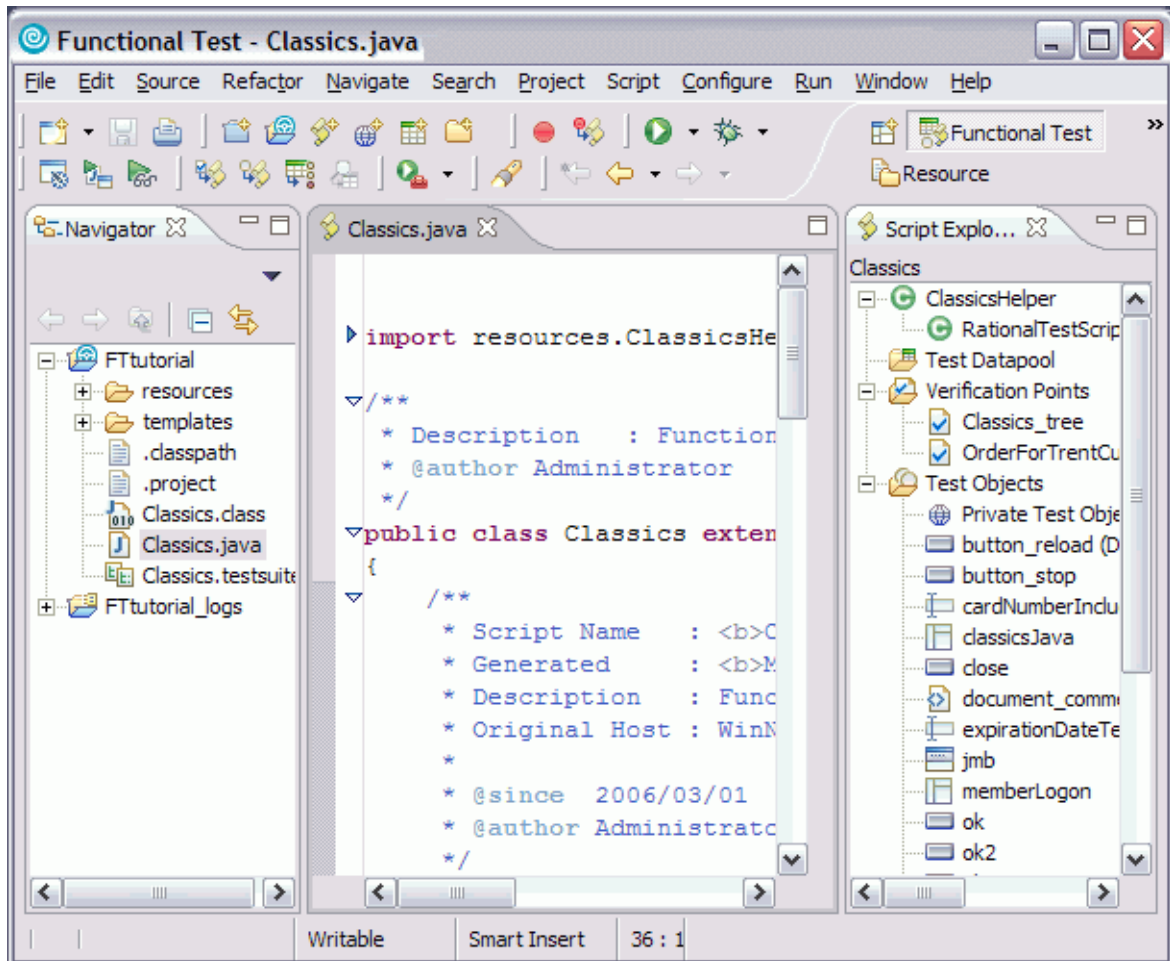 Functional Test - Classics.java
File Edit Source Refactor Navigate Search Project Script Configure Run Window Help
Functional Test
Resource
Navigator
FTtutorial
resources
templates
.classpath
.project
Classics.class
Classics.java
Classics.testsuite
FTtutorial_logs
Classics.java
import resources.ClassicsHe
/**
* Description : Function
* @author Administrator
*/
public class Classics exten
{
/**
* Script Name : <b>C
* Generated : <b>M
* Description : Func
* Original Host : WinN
*
* @since 2006/03/01
* @author Administrato
*/
Script Explo...
Classics
ClassicsHelper
RationalTestScrip
Test Datapool
Verification Points
Classics_tree
OrderForTrentCu
Test Objects
Private Test Obje
button_reload (D
button_stop
cardNumberInclu
classicsJava
close
document_comme
expirationDateTe
jmb
memberLogon
ok
ok2
Writable Smart Insert 36 : 1